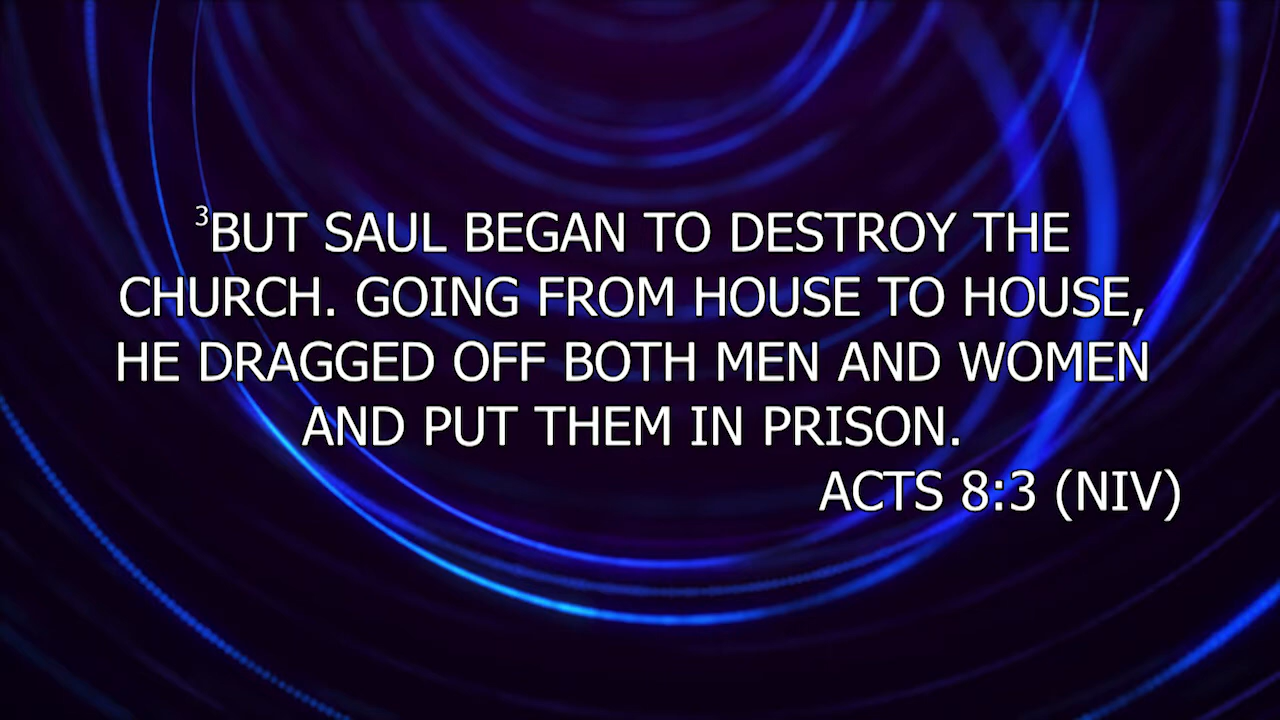 ³BUT SAUL BEGAN TO DESTROY THE
CHURCH. GOING FROM HOUSE TO HOUSE,
HE DRAGGED OFF BOTH MEN AND WOMEN
AND PUT THEM IN PRISON.
ACTS 8:3 (NIV)